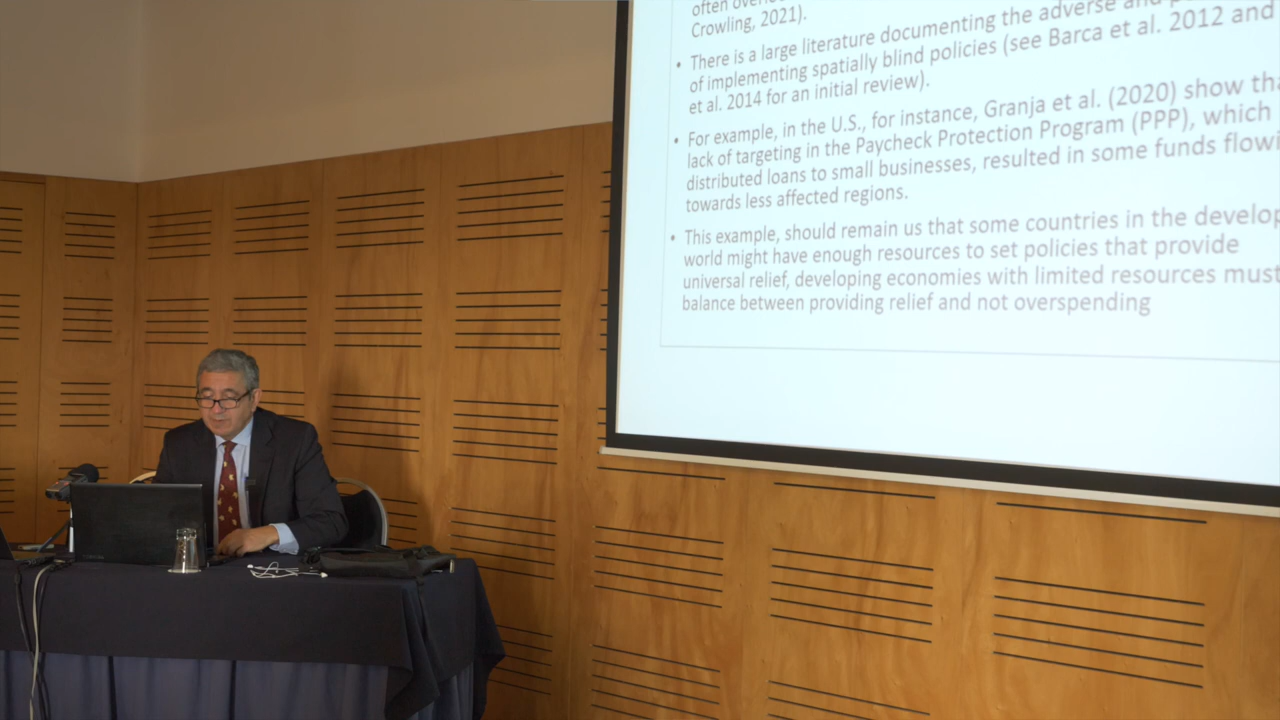 often
Crowling, 2021).
• There is a large literature documenting the adverse and
of implementing spatially blind policies (see Barca et al. 2012 and
et al. 2014 for an initial review).
• For example, in the U.S., for instance, Granja et al. (2020) show
lack of targeting in the Paycheck Protection Program (PPP), which
distributed loans to small businesses, resulted in some funds
towards less affected regions.
• This example, should remain us that some countries in the
world might have enough resources to set policies that provide
universal relief, developing economies with limited resources must
balance between providing relief and not overspending